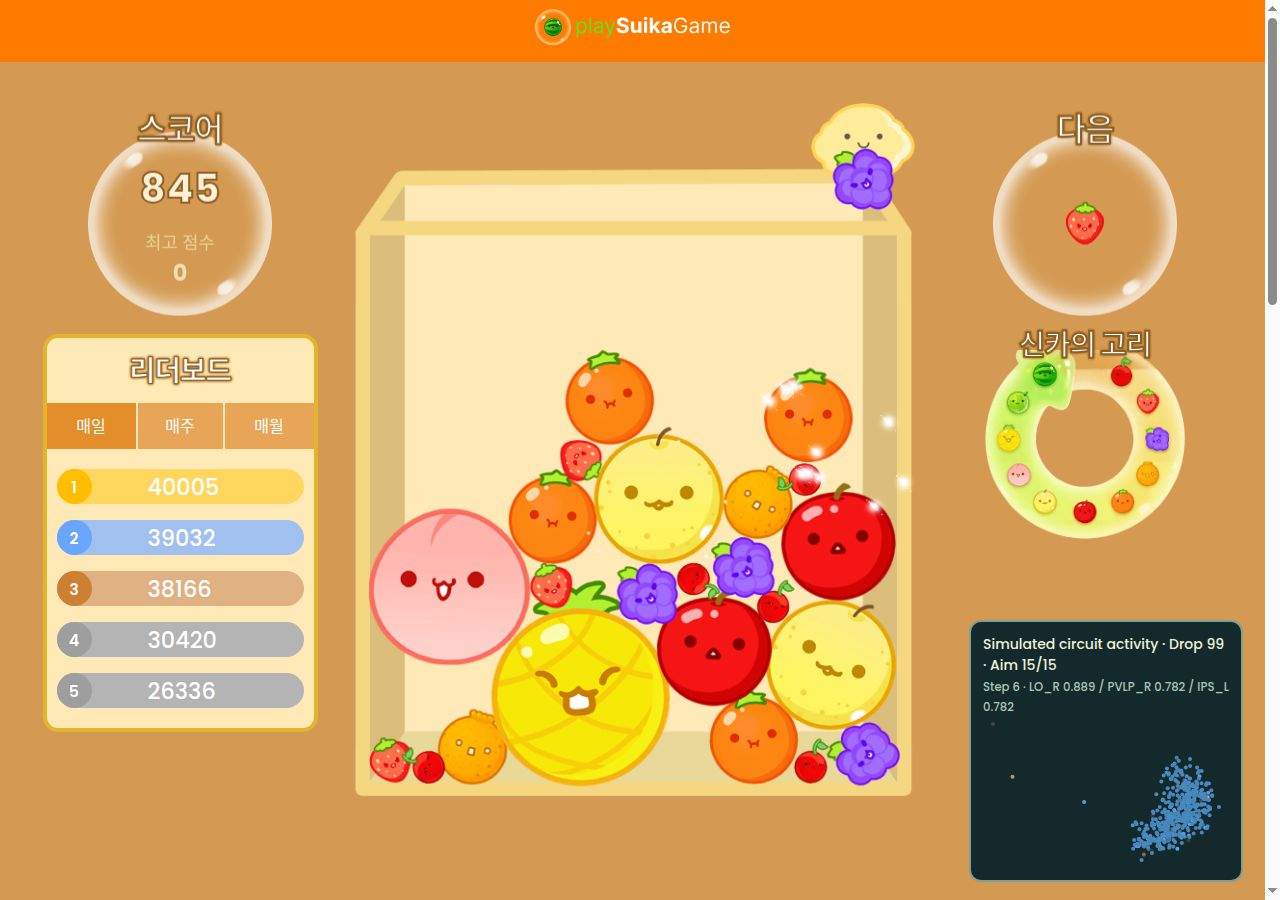 playSuikaGame
스코어
845
최고 점수
0
다음
리더보드
매일 매주 매월
1 40005
2 39032
3 38166
4 30420
5 26336
신카의 고리
Simulated circuit activity · Drop 99
· Aim 15/15
Step 6 · LO_R 0.889 / PVLP_R 0.782 / IPS_L
0.782